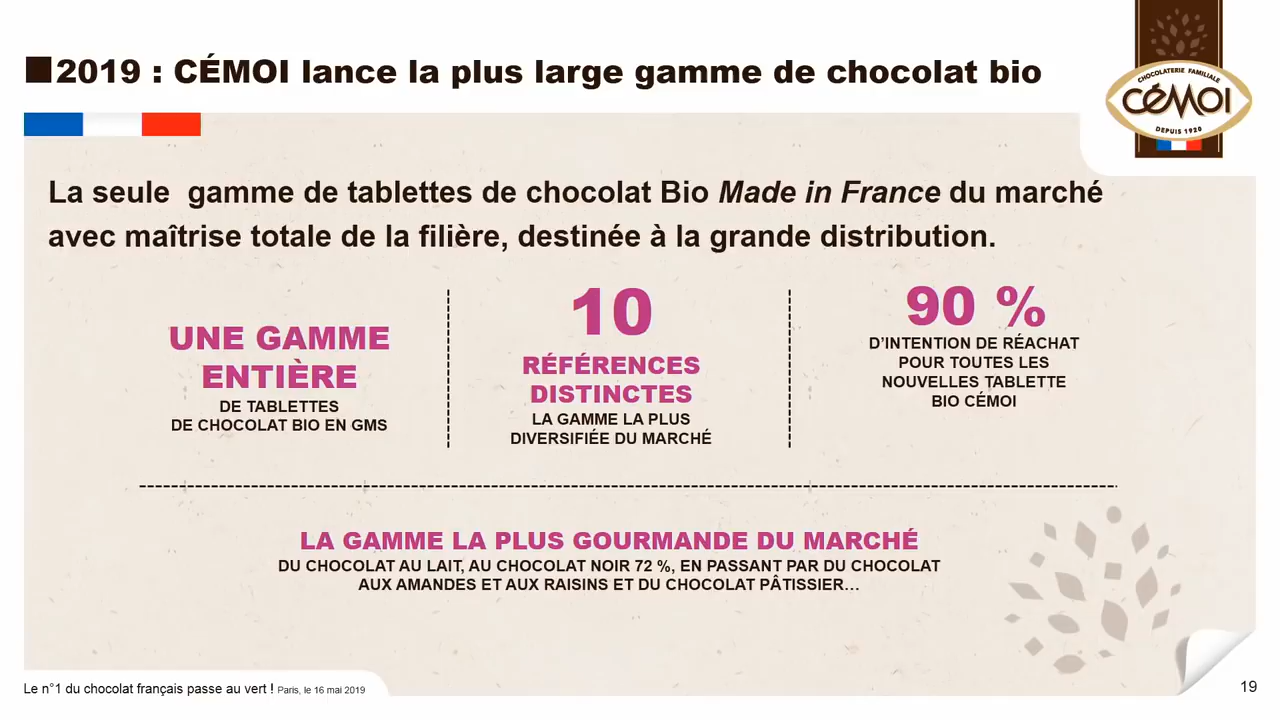 2019 : CÉMOI lance la plus large gamme de chocolat bio
CHOCOLATERIE FAMILIALE
CÉMOI
DEPUIS 1920
La seule gamme de tablettes de chocolat Bio Made in France du marché
avec maîtrise totale de la filière, destinée à la grande distribution.
UNE GAMME
ENTIÈRE
DE TABLETTES
DE CHOCOLAT BIO EN GMS
10
RÉFÉRENCES
DISTINCTES
LA GAMME LA PLUS
DIVERSIFIÉE DU MARCHÉ
90 %
D’INTENTION DE RÉACHAT
POUR TOUTES LES
NOUVELLES TABLETTE
BIO CÉMOI
LA GAMME LA PLUS GOURMANDE DU MARCHÉ
DU CHOCOLAT AU LAIT, AU CHOCOLAT NOIR 72 %, EN PASSANT PAR DU CHOCOLAT
AUX AMANDES ET AUX RAISINS ET DU CHOCOLAT PÂTISSIER…
Le n°1 du chocolat français passe au vert ! Paris, le 16 mai 2019
19